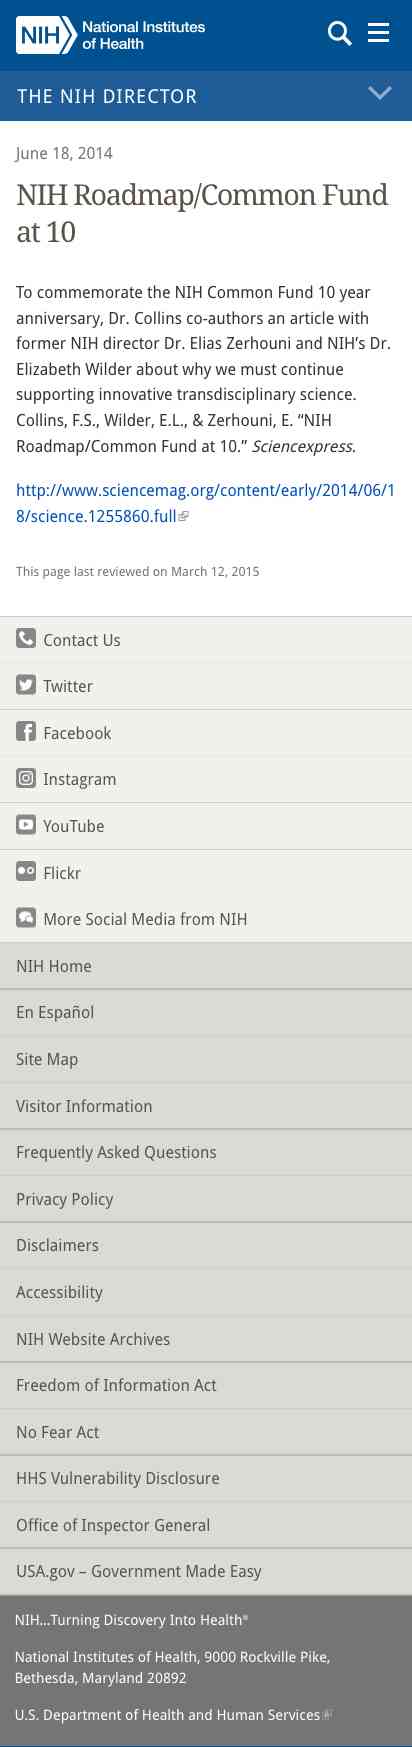 NIH National Institutes
of Health
THE NIH DIRECTOR
June 18, 2014
NIH Roadmap/Common Fund
at 10
To commemorate the NIH Common Fund 10 year
anniversary, Dr. Collins co-authors an article with
former NIH director Dr. Elias Zerhouni and NIH’s Dr.
Elizabeth Wilder about why we must continue
supporting innovative transdisciplinary science.
Collins, F.S., Wilder, E.L., & Zerhouni, E. “NIH
Roadmap/Common Fund at 10.” Sciencexpress.
http://www.sciencemag.org/content/early/2014/06/1
8/science.1255860.full
This page last reviewed on March 12, 2015
Contact Us
Twitter
Facebook
Instagram
YouTube
Flickr
More Social Media from NIH
NIH Home
En Español
Site Map
Visitor Information
Frequently Asked Questions
Privacy Policy
Disclaimers
Accessibility
NIH Website Archives
Freedom of Information Act
No Fear Act
HHS Vulnerability Disclosure
Office of Inspector General
USA.gov – Government Made Easy
NIH…Turning Discovery Into Health®
National Institutes of Health, 9000 Rockville Pike,
Bethesda, Maryland 20892
U.S. Department of Health and Human Services